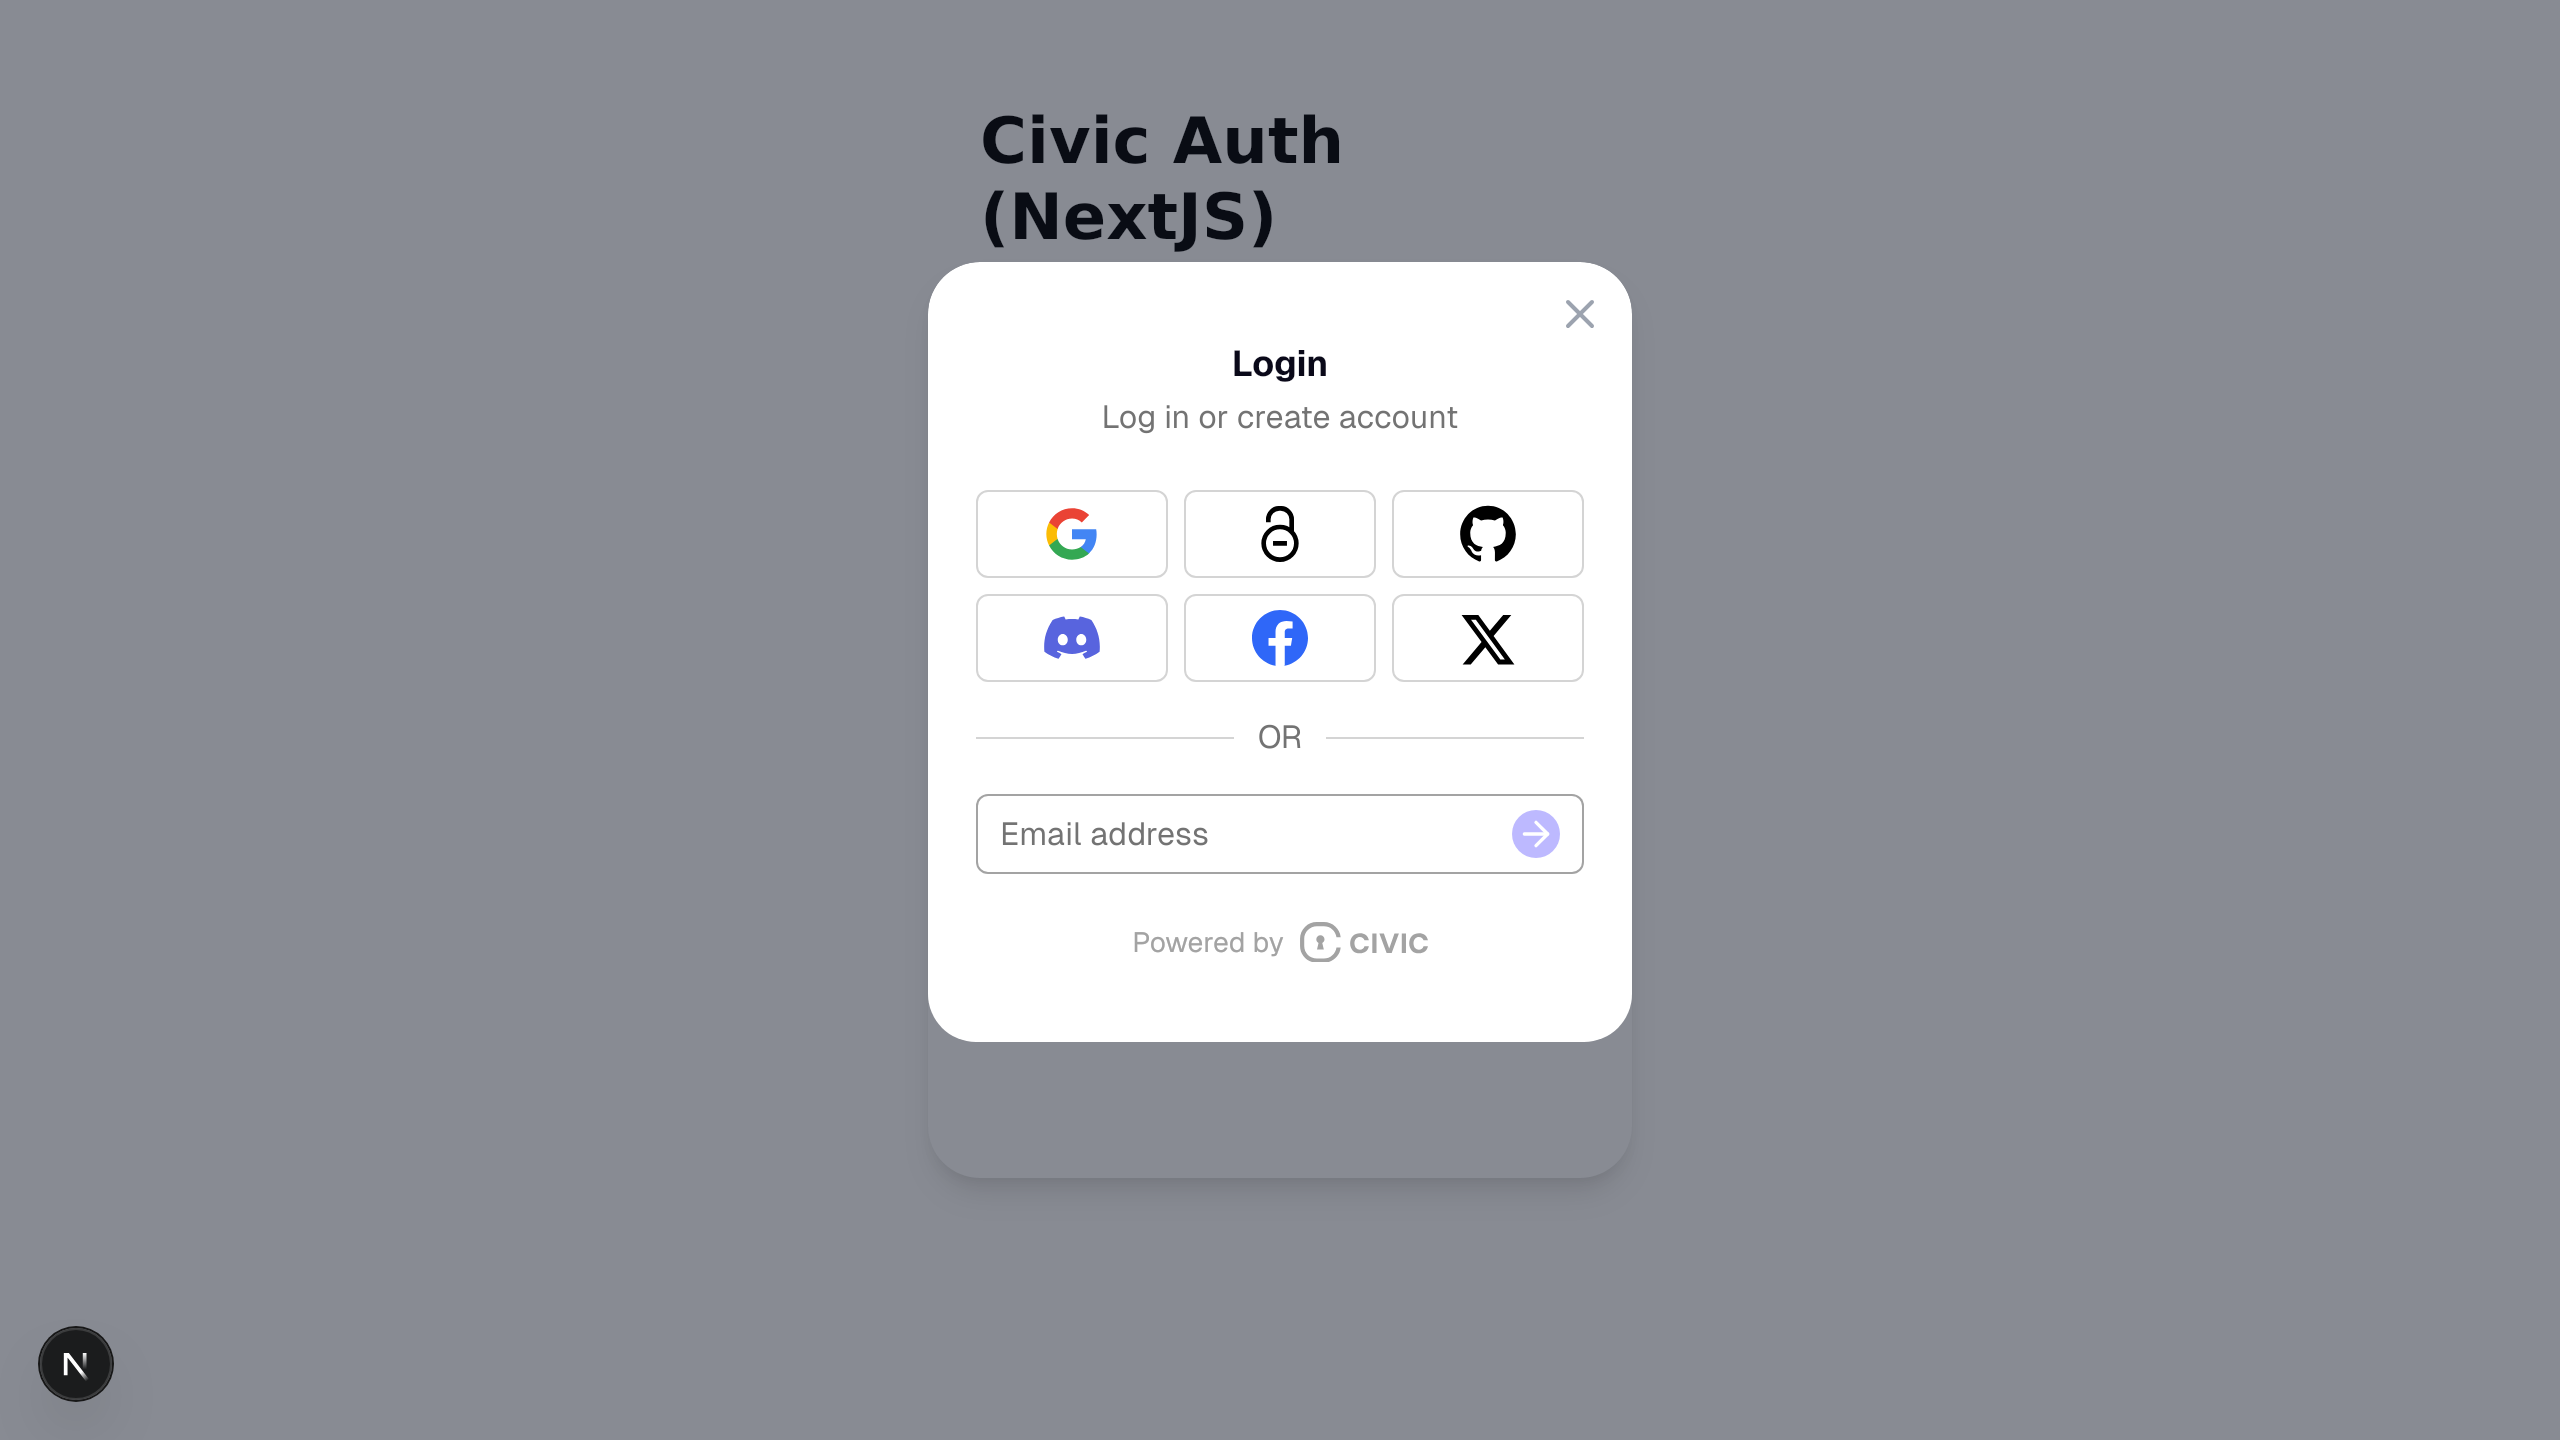 Civic Auth
(NextJS)
Login
Log in or create account
OR
Email address
Powered by CIVIC
N